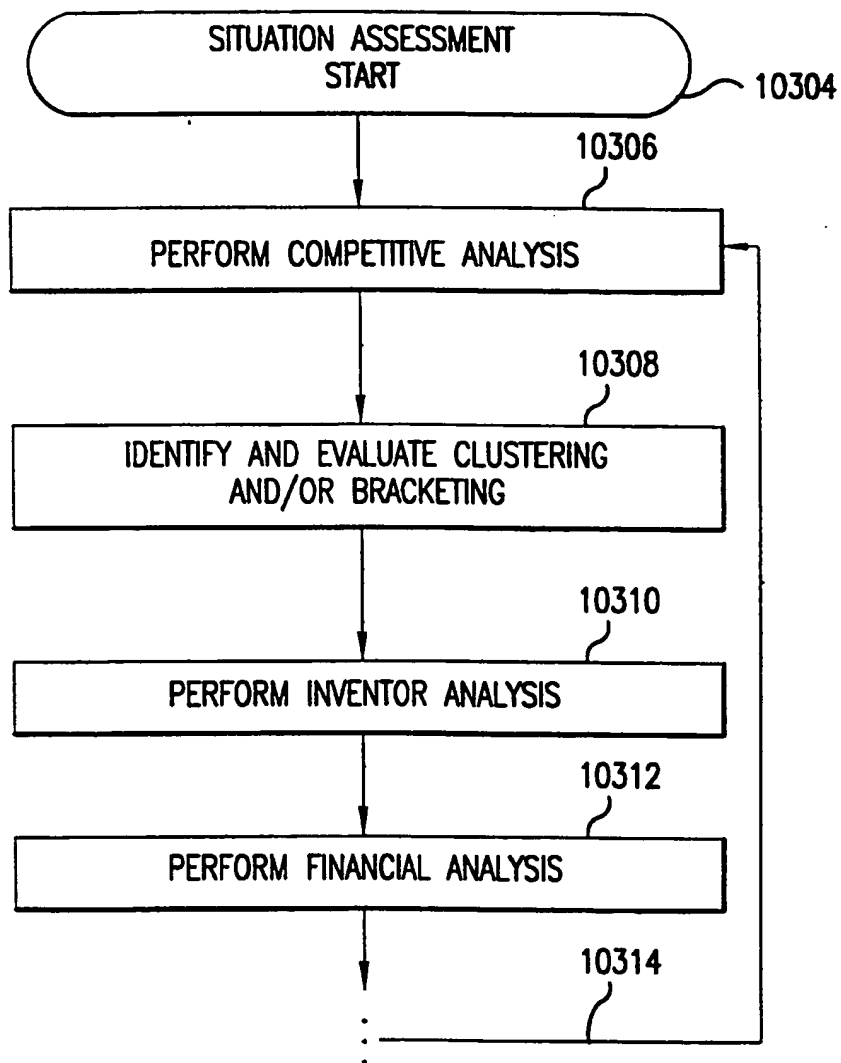 SITUATION ASSESSMENT
START
10304
10306
PERFORM COMPETITIVE ANALYSIS
10308
IDENTIFY AND EVALUATE CLUSTERING
AND/OR BRACKETING
10310
PERFORM INVENTOR ANALYSIS
10312
PERFORM FINANCIAL ANALYSIS
10314